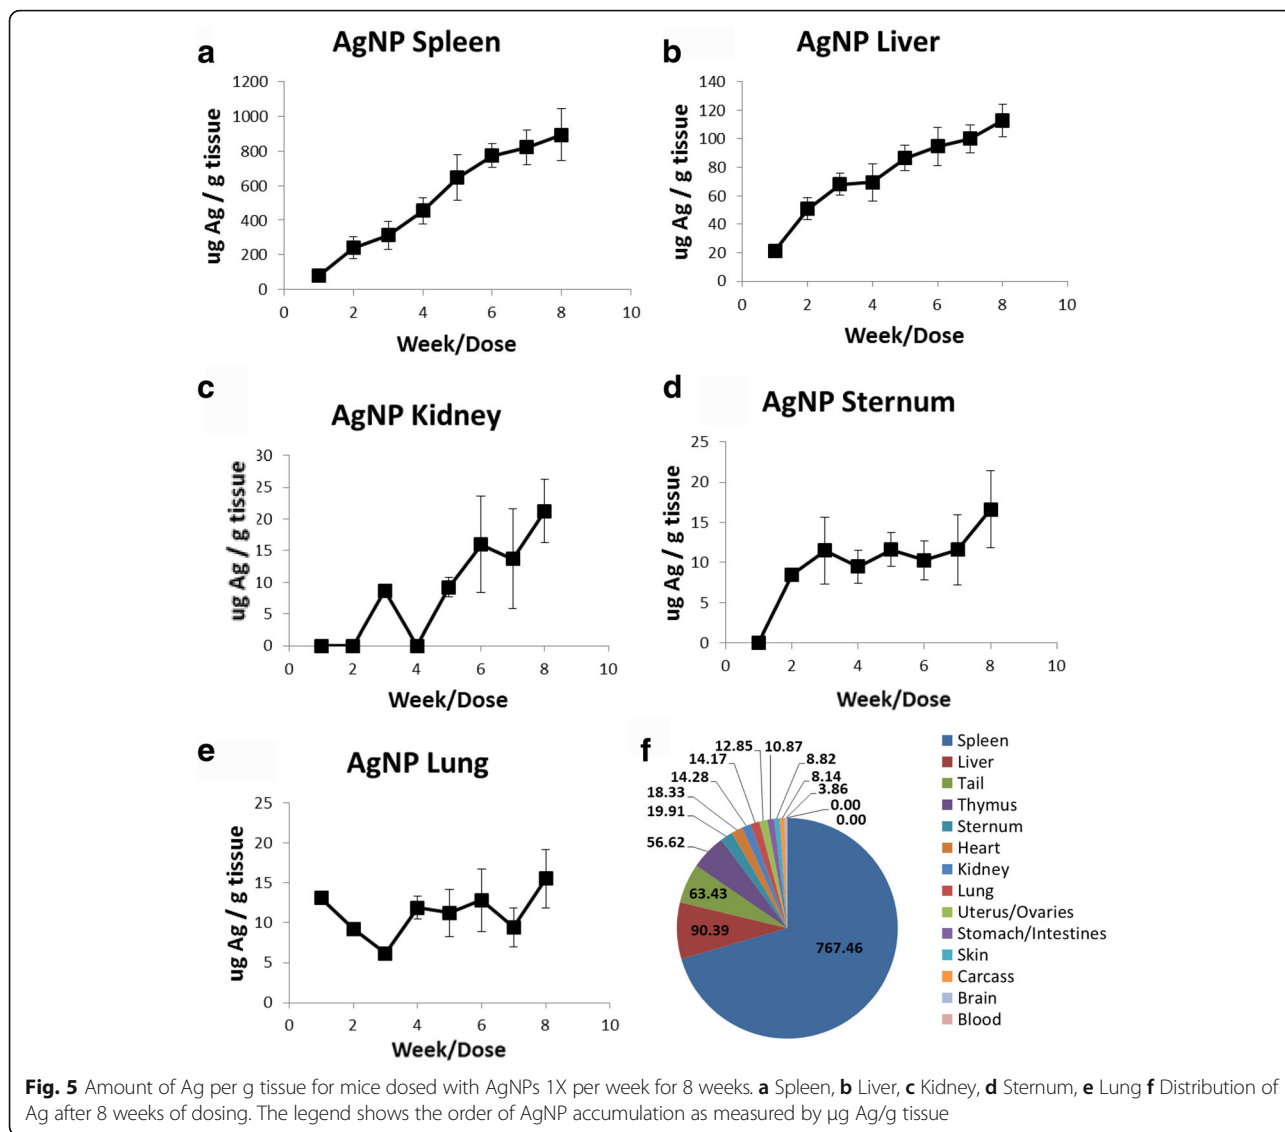 a
AgNP Spleen
ug Ag / g tissue
1200
1000
800
600
400
200
0
0 2 4 6 8 10
Week/Dose
b
AgNP Liver
ug Ag / g tissue
140
120
100
80
60
40
20
0
0 2 4 6 8 10
Week/Dose
c
AgNP Kidney
ug Ag / g tissue
30
25
20
15
10
5
0
0 2 4 6 8 10
Week/Dose
d
AgNP Sternum
ug Ag / g tissue
25
20
15
10
5
0
0 2 4 6 8 10
Week/Dose
e
AgNP Lung
ug Ag / g tissue
25
20
15
10
5
0
0 2 4 6 8 10
Week/Dose
f
767.46
90.39
63.43
56.62
19.91
18.33
14.28
14.17
12.85
10.87
8.82
8.14
3.86
0.00
0.00
Spleen
Liver
Tail
Thymus
Sternum
Heart
Kidney
Lung
Uterus/Ovaries
Stomach/Intestines
Skin
Carcass
Brain
Blood
Fig. 5 Amount of Ag per g tissue for mice dosed with AgNPs 1X per week for 8 weeks. a Spleen, b Liver, c Kidney, d Sternum, e Lung f Distribution of
Ag after 8 weeks of dosing. The legend shows the order of AgNP accumulation as measured by μg Ag/g tissue